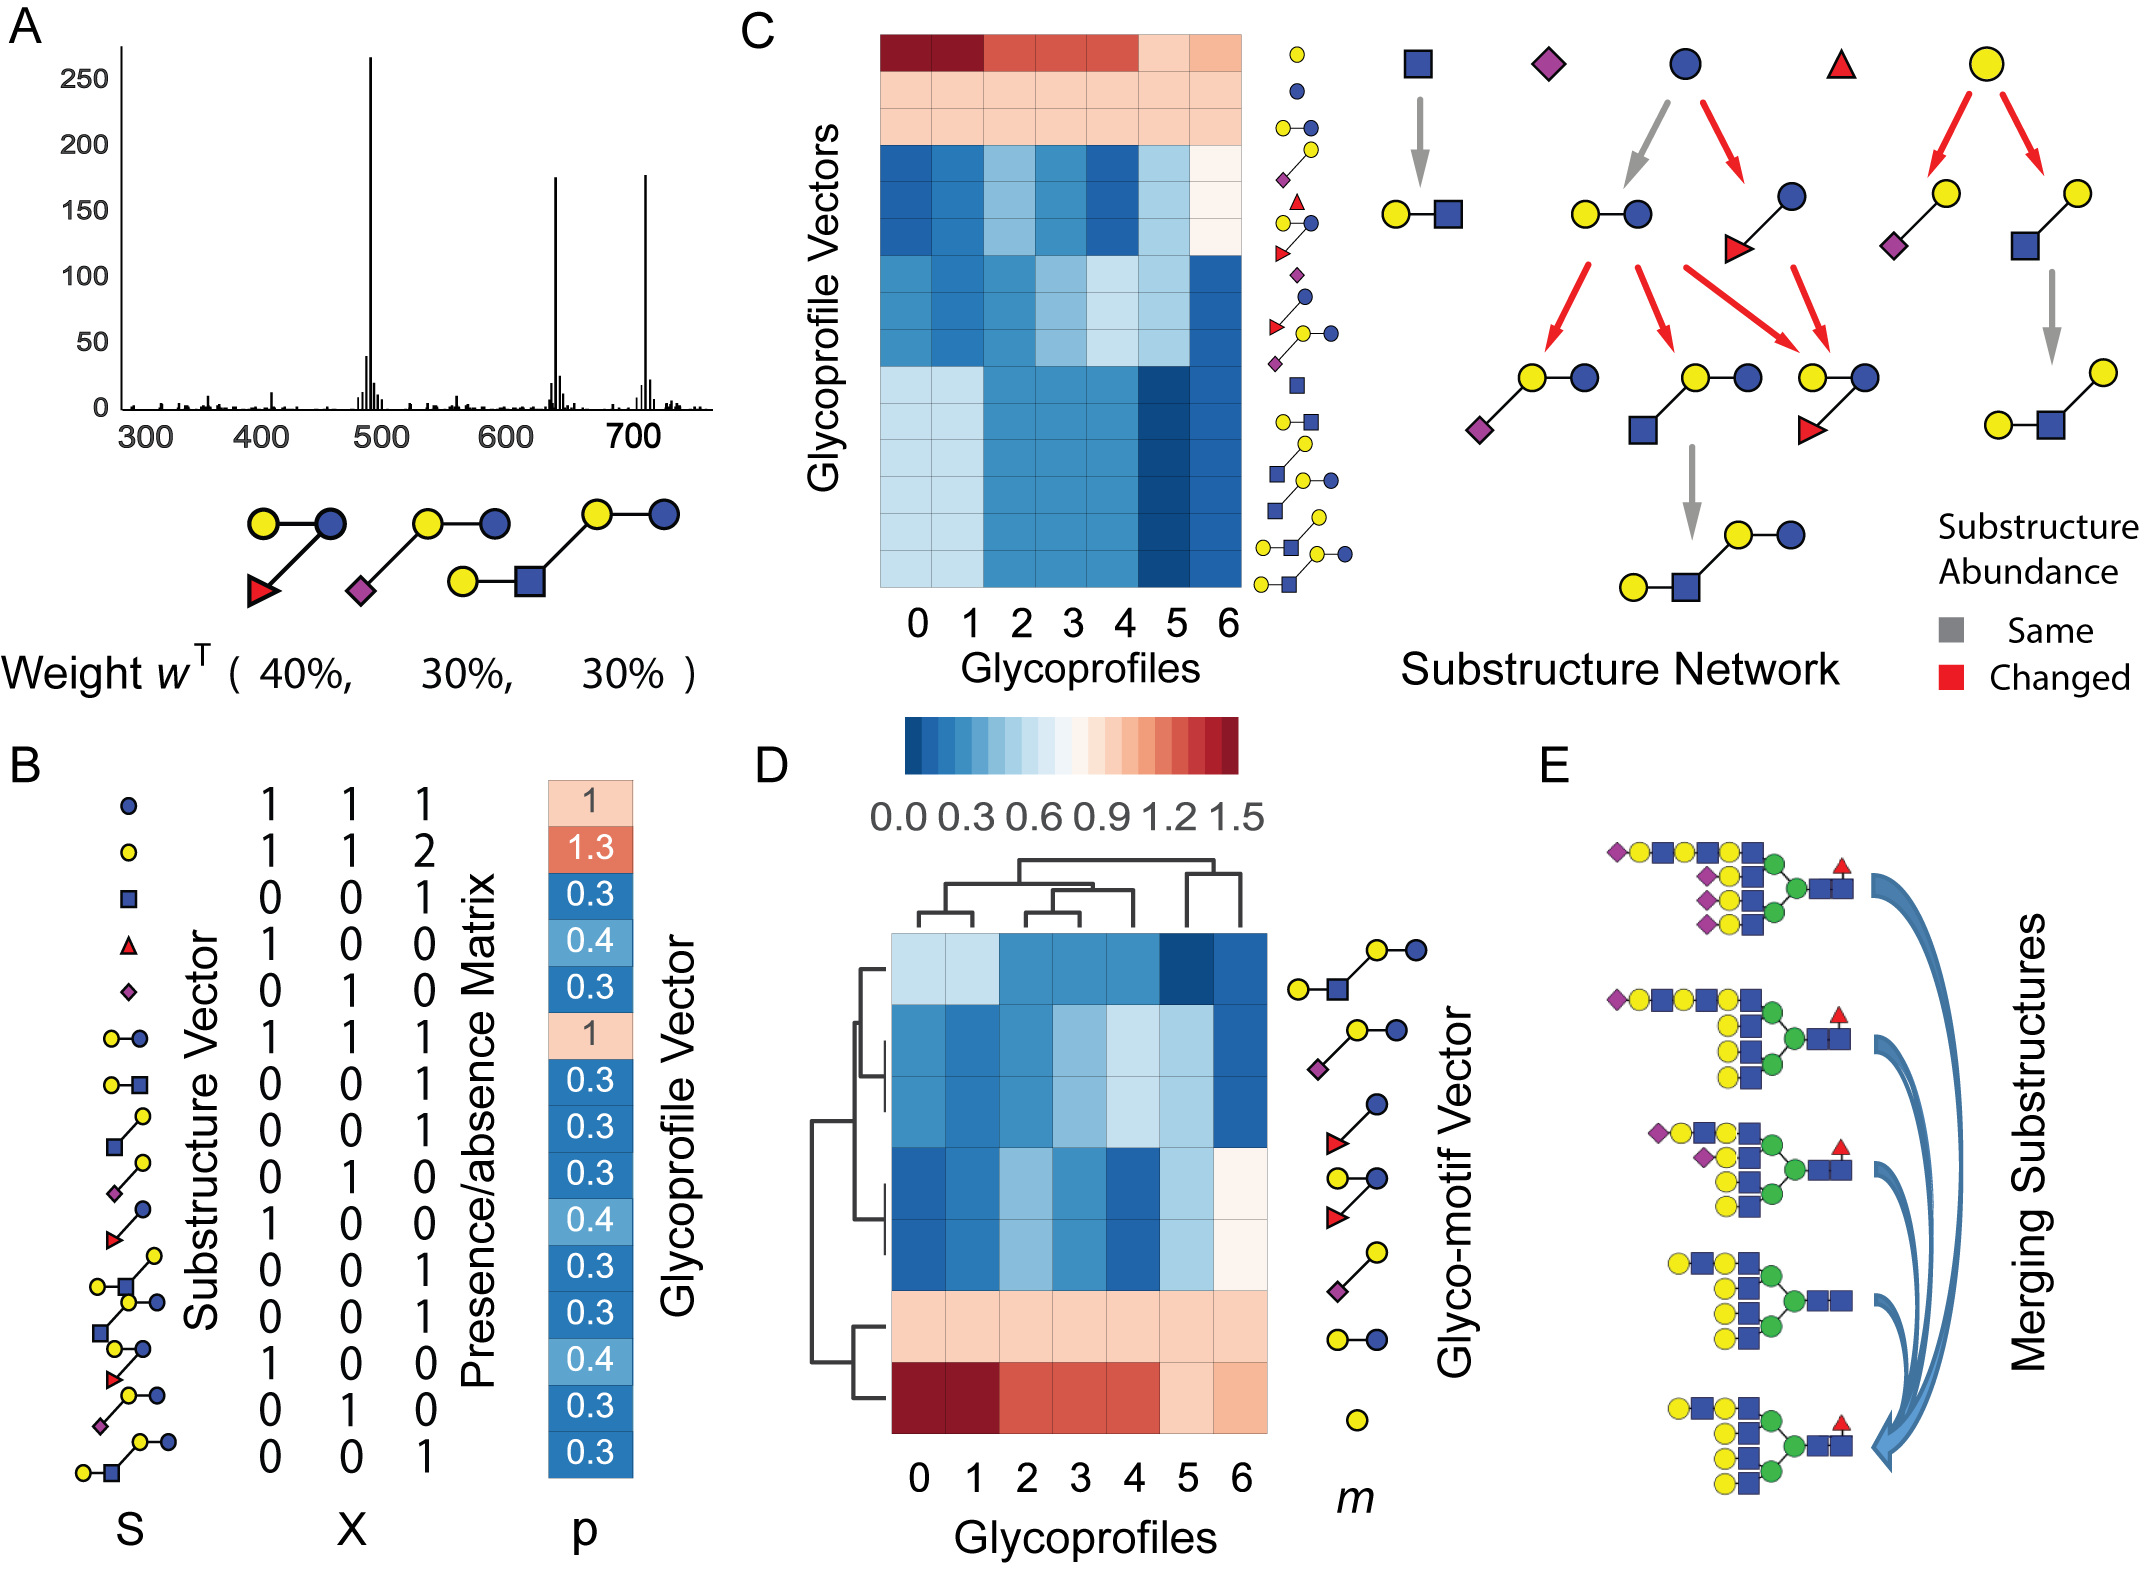 A
250
200
150
100
50
0
300 400 500 600 700
Weight wT ( 40%, 30%, 30% )
B
Substructure Vector
Presence/absence Matrix
Glycoprofile Vector
1 1 1 1
1 1 2 1.3
0 0 1 0.3
1 0 0 0.4
0 1 0 0.3
1 1 1 1
0 0 1 0.3
0 0 1 0.3
0 1 0 0.3
1 0 0 0.4
0 0 1 0.3
0 0 1 0.3
1 0 0 0.4
0 1 0 0.3
0 0 1 0.3
S X p
C
Glycoprofile Vectors
0 1 2 3 4 5 6
Glycoprofiles
Substructure Network
Substructure
Abundance
Same
Changed
D
0.0 0.3 0.6 0.9 1.2 1.5
Glyco-motif Vector
0 1 2 3 4 5 6
m
Glycoprofiles
E
Merging Substructures